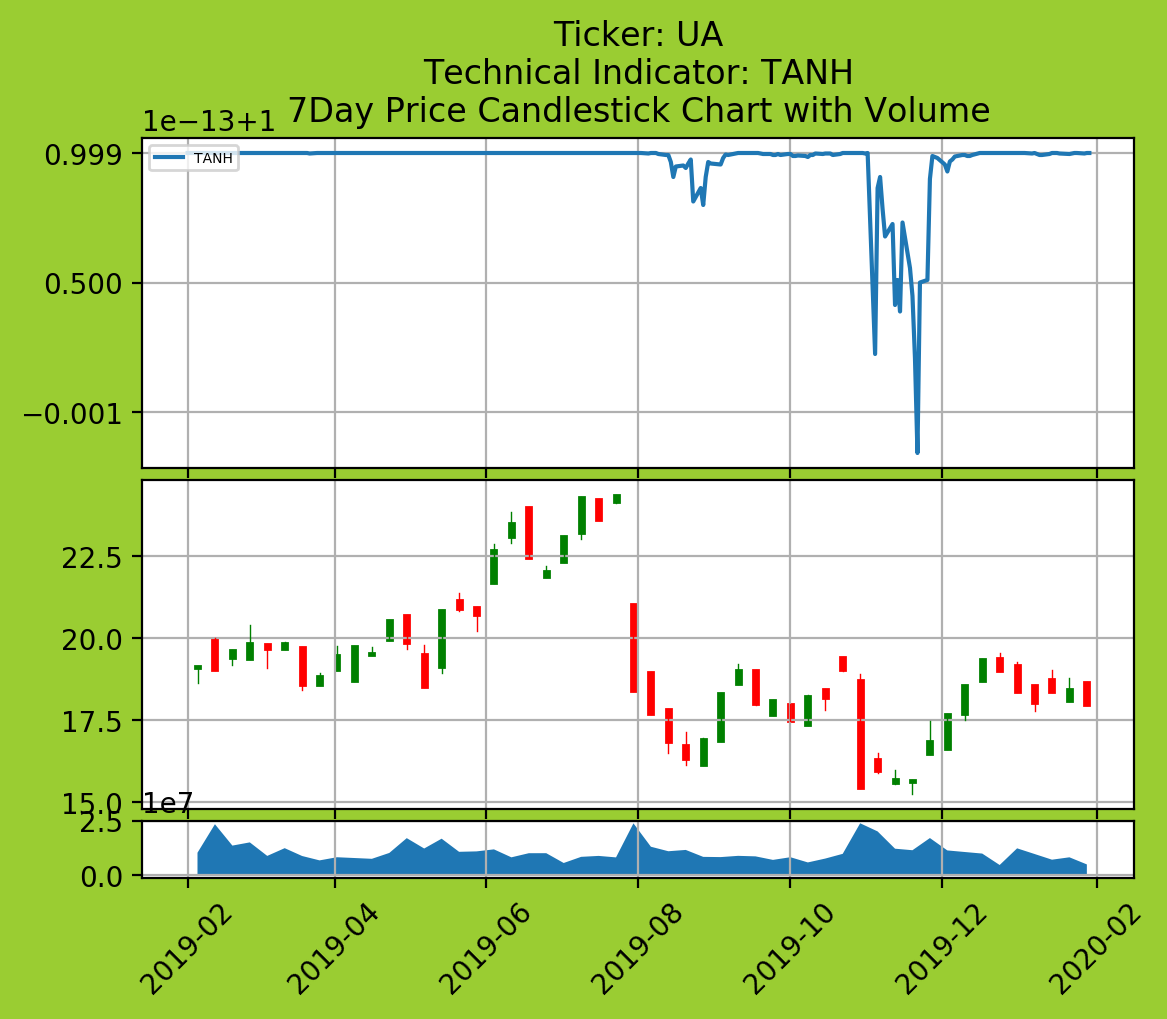 Ticker: UA
Technical Indicator: TANH
7Day Price Candlestick Chart with Volume
1e−13+1
TANH
0.999
0.500
−0.001
22.5
20.0
17.5
15.0
1e7
2.5
0.0
2019-02
2019-04
2019-06
2019-08
2019-10
2019-12
2020-02